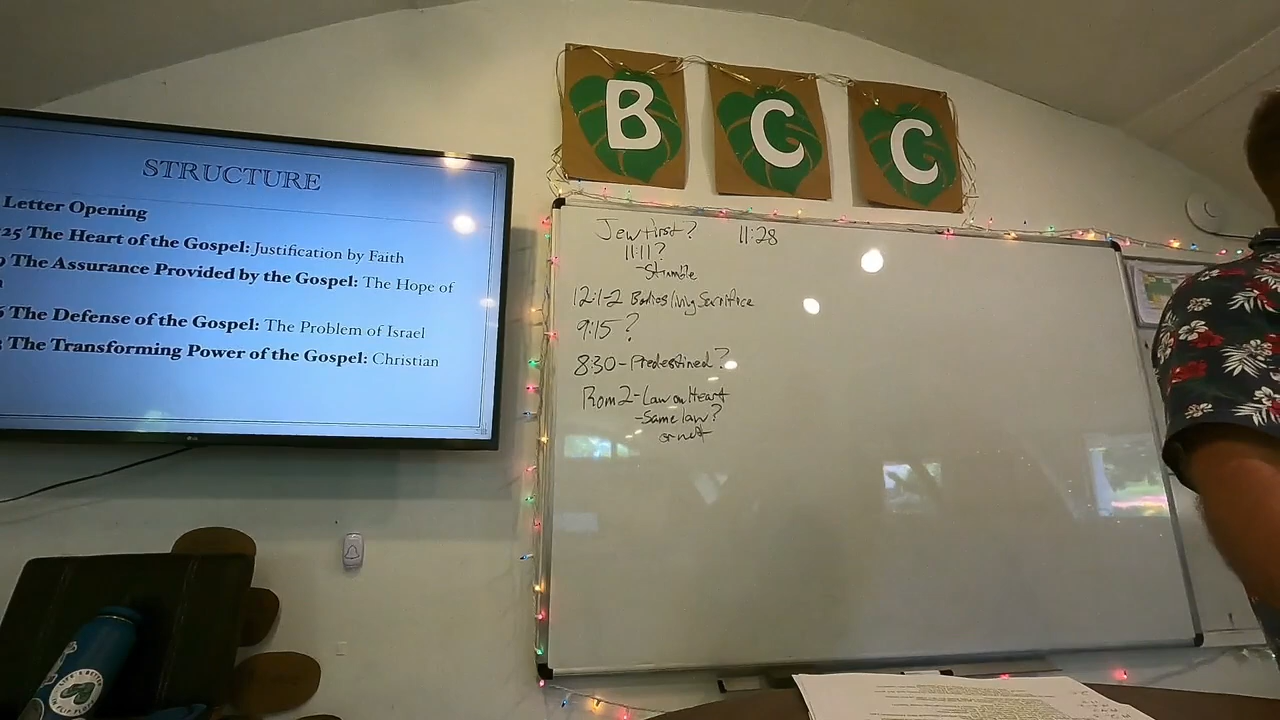 B C C
STRUCTURE
Letter Opening
25 The Heart of the Gospel: Justification by Faith
The Assurance Provided by the Gospel: The Hope of
The Defense of the Gospel: The Problem of Israel
The Transforming Power of the Gospel: Christian
Jew first? 11:28
11:11?
-Stumble
12:1-2 Bodies living Sacrifice
9:15?
8:30-Predestined?
Rom 2-Law on Heart
-Same law?
or not
LG